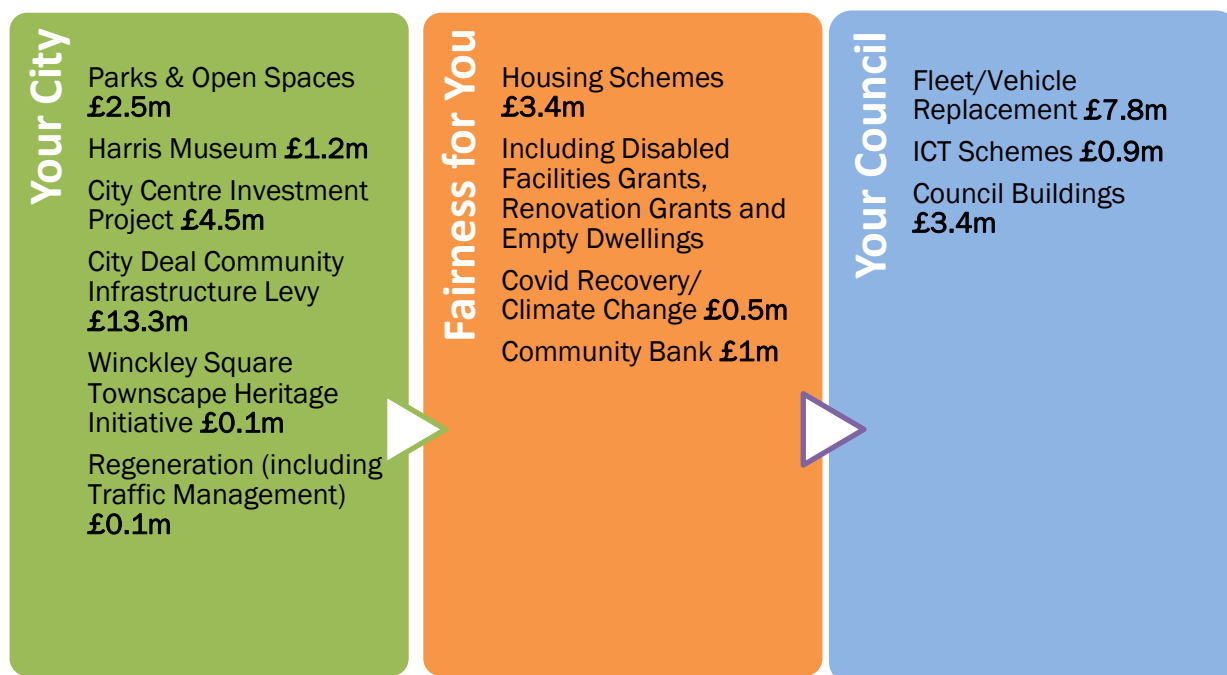 Your City
Parks & Open Spaces
£2.5m
Harris Museum £1.2m
City Centre Investment
Project £4.5m
City Deal Community
Infrastructure Levy
£13.3m
Winckley Square
Townscape Heritage
Initiative £0.1m
Regeneration (including
Traffic Management)
£0.1m
Fairness for You
Housing Schemes
£3.4m
Including Disabled
Facilities Grants,
Renovation Grants and
Empty Dwellings
Covid Recovery/
Climate Change £0.5m
Community Bank £1m
Your Council
Fleet/Vehicle
Replacement £7.8m
ICT Schemes £0.9m
Council Buildings
£3.4m